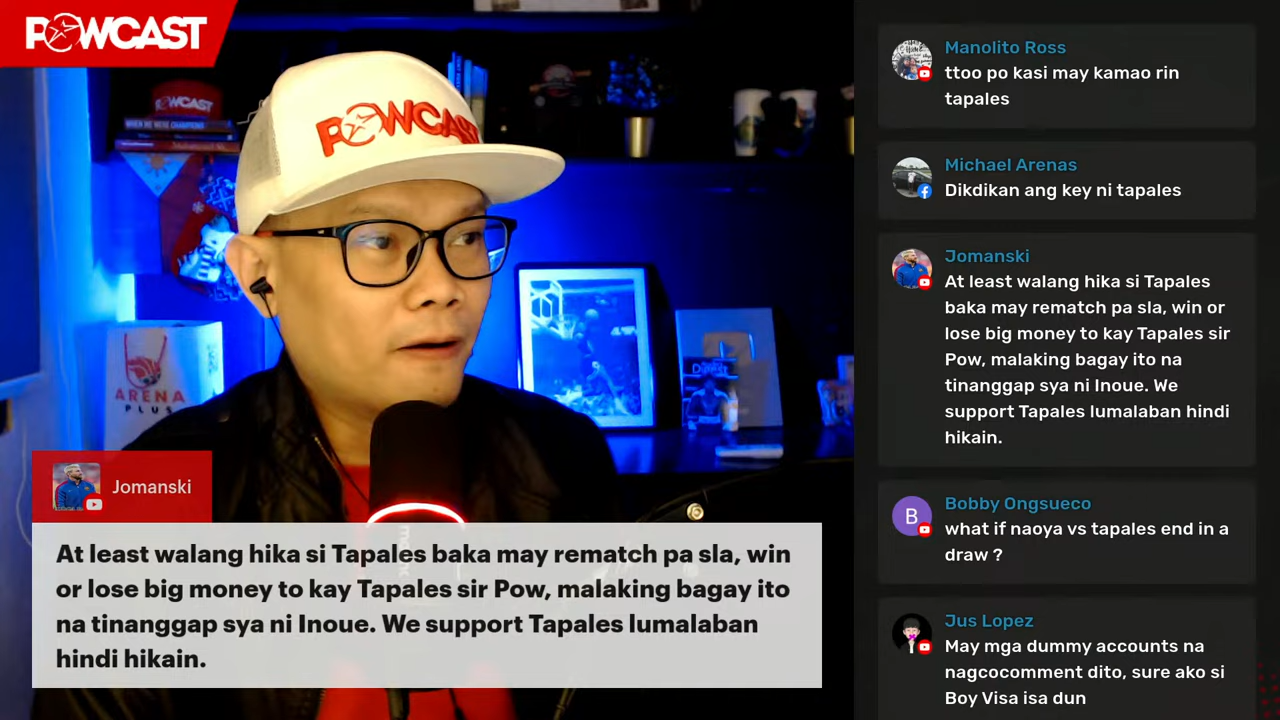 POWCAST
POWCAST
POWCAST
WHEN WE WERE CHAMPIONS
ARENA
PLUS
Digest
Jomanski
At least walang hika si Tapales baka may rematch pa sla, win
or lose big money to kay Tapales sir Pow, malaking bagay ito
na tinanggap sya ni Inoue. We support Tapales lumalaban
hindi hikain.
Manolito Ross
ttoo po kasi may kamao rin
tapales
Michael Arenas
Dikdikan ang key ni tapales
Jomanski
At least walang hika si Tapales
baka may rematch pa sla, win or
lose big money to kay Tapales sir
Pow, malaking bagay ito na
tinanggap sya ni Inoue. We
support Tapales lumalaban hindi
hikain.
B
Bobby Ongsueco
what if naoya vs tapales end in a
draw ?
Jus Lopez
May mga dummy accounts na
nagcocomment dito, sure ako si
Boy Visa isa dun